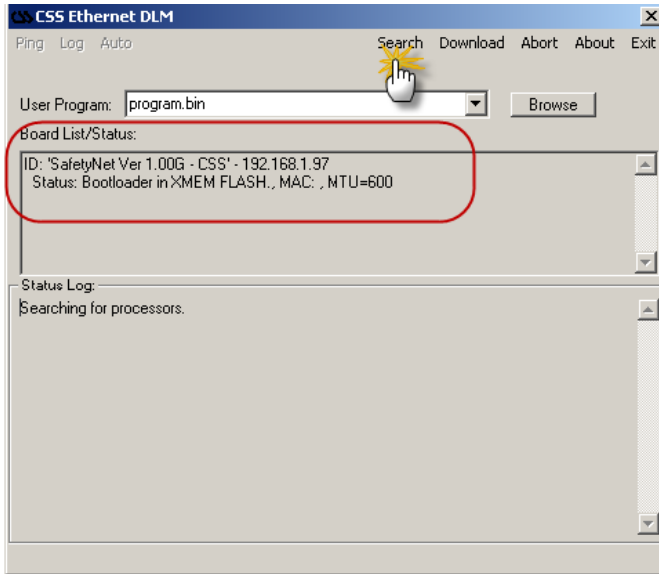 CSS Ethernet DLM
Ping Log Auto Search Download Abort About Exit
User Program: program.bin Browse
Board List/Status:
ID: 'SafetyNet Ver 1.00G - CSS' - 192.168.1.97
Status: Bootloader in XMEM FLASH., MAC: , MTU=600
Status Log:
Searching for processors.